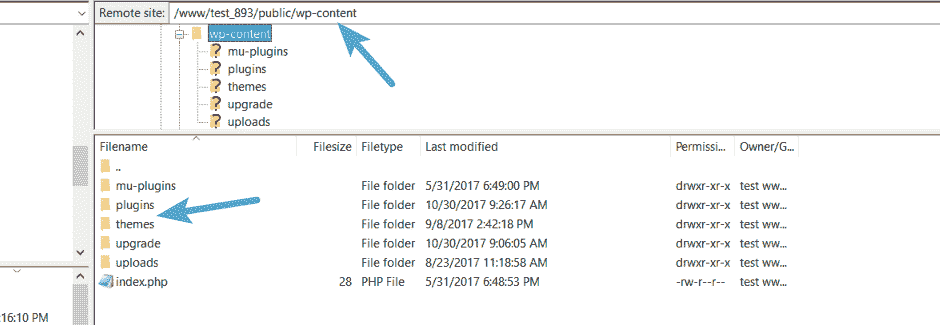 Remote site: /www/test_893/public/wp-content
wp-content
mu-plugins
plugins
themes
upgrade
uploads
Filename Filesize Filetype Last modified Permissi... Owner/G...
..
mu-plugins File folder 5/31/2017 6:49:00 PM drwxr-xr-x test ww...
plugins File folder 10/30/2017 9:26:17 AM drwxr-xr-x test ww...
themes File folder 9/8/2017 2:42:18 PM drwxr-xr-x test ww...
upgrade File folder 10/30/2017 9:06:05 AM drwxr-xr-x test ww...
uploads File folder 8/23/2017 11:18:58 AM drwxr-xr-x test ww...
index.php 28 PHP File 5/31/2017 6:48:53 PM -rw-r--r-- test ww...
:16:10 PM